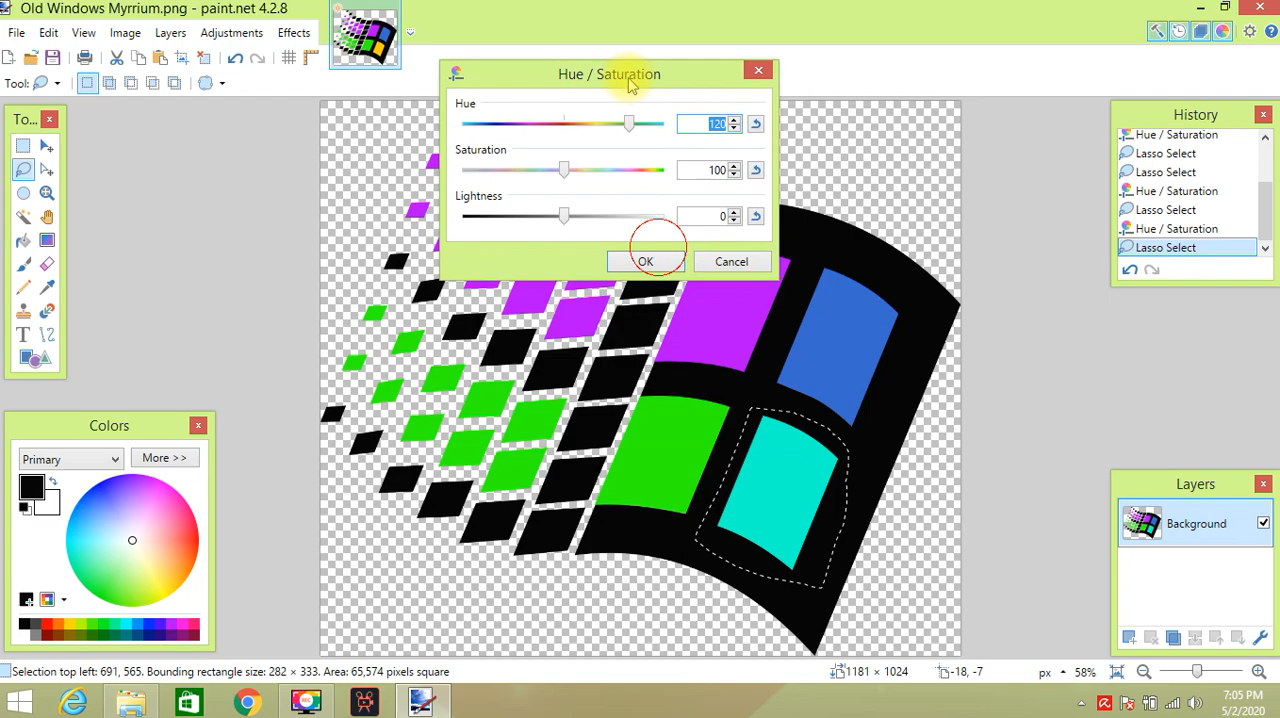 Old Windows Myrrium.png - paint.net 4.2.8
File Edit View Image Layers Adjustments Effects
Tool:
Hue / Saturation
Hue
120
Saturation
100
Lightness
0
OK Cancel
To...
History
Hue / Saturation
Lasso Select
Lasso Select
Hue / Saturation
Lasso Select
Hue / Saturation
Lasso Select
Colors
Primary
More >>
Layers
Background
Selection top left: 691, 565. Bounding rectangle size: 282 × 333. Area: 65,574 pixels square
1181 × 1024
-18, -7
px
58%
REC
7:05 PM
5/2/2020